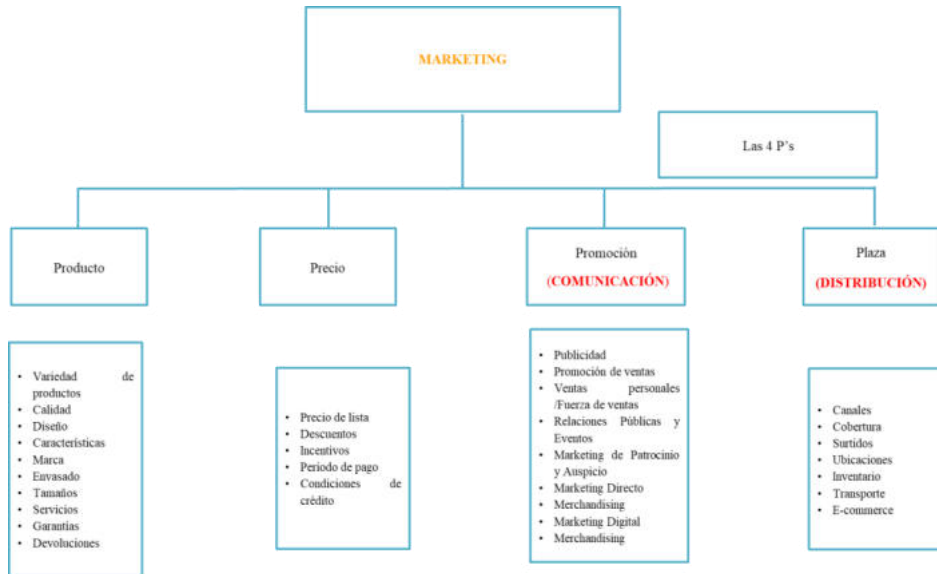 MARKETING
Las 4 P’s
Producto
Precio
Promoción
(COMUNICACIÓN)
Plaza
(DISTRIBUCIÓN)
• Variedad de
productos
• Calidad
• Diseño
• Características
• Marca
• Envasado
• Tamaños
• Servicios
• Garantías
• Devoluciones
• Precio de lista
• Descuentos
• Incentivos
• Periodo de pago
• Condiciones de
crédito
• Publicidad
• Promoción de ventas
• Ventas personales
/Fuerza de ventas
• Relaciones Públicas y
Eventos
• Marketing de Patrocinio
y Auspicio
• Marketing Directo
• Merchandising
• Marketing Digital
• Merchandising
• Canales
• Cobertura
• Surtidos
• Ubicaciones
• Inventario
• Transporte
• E-commerce